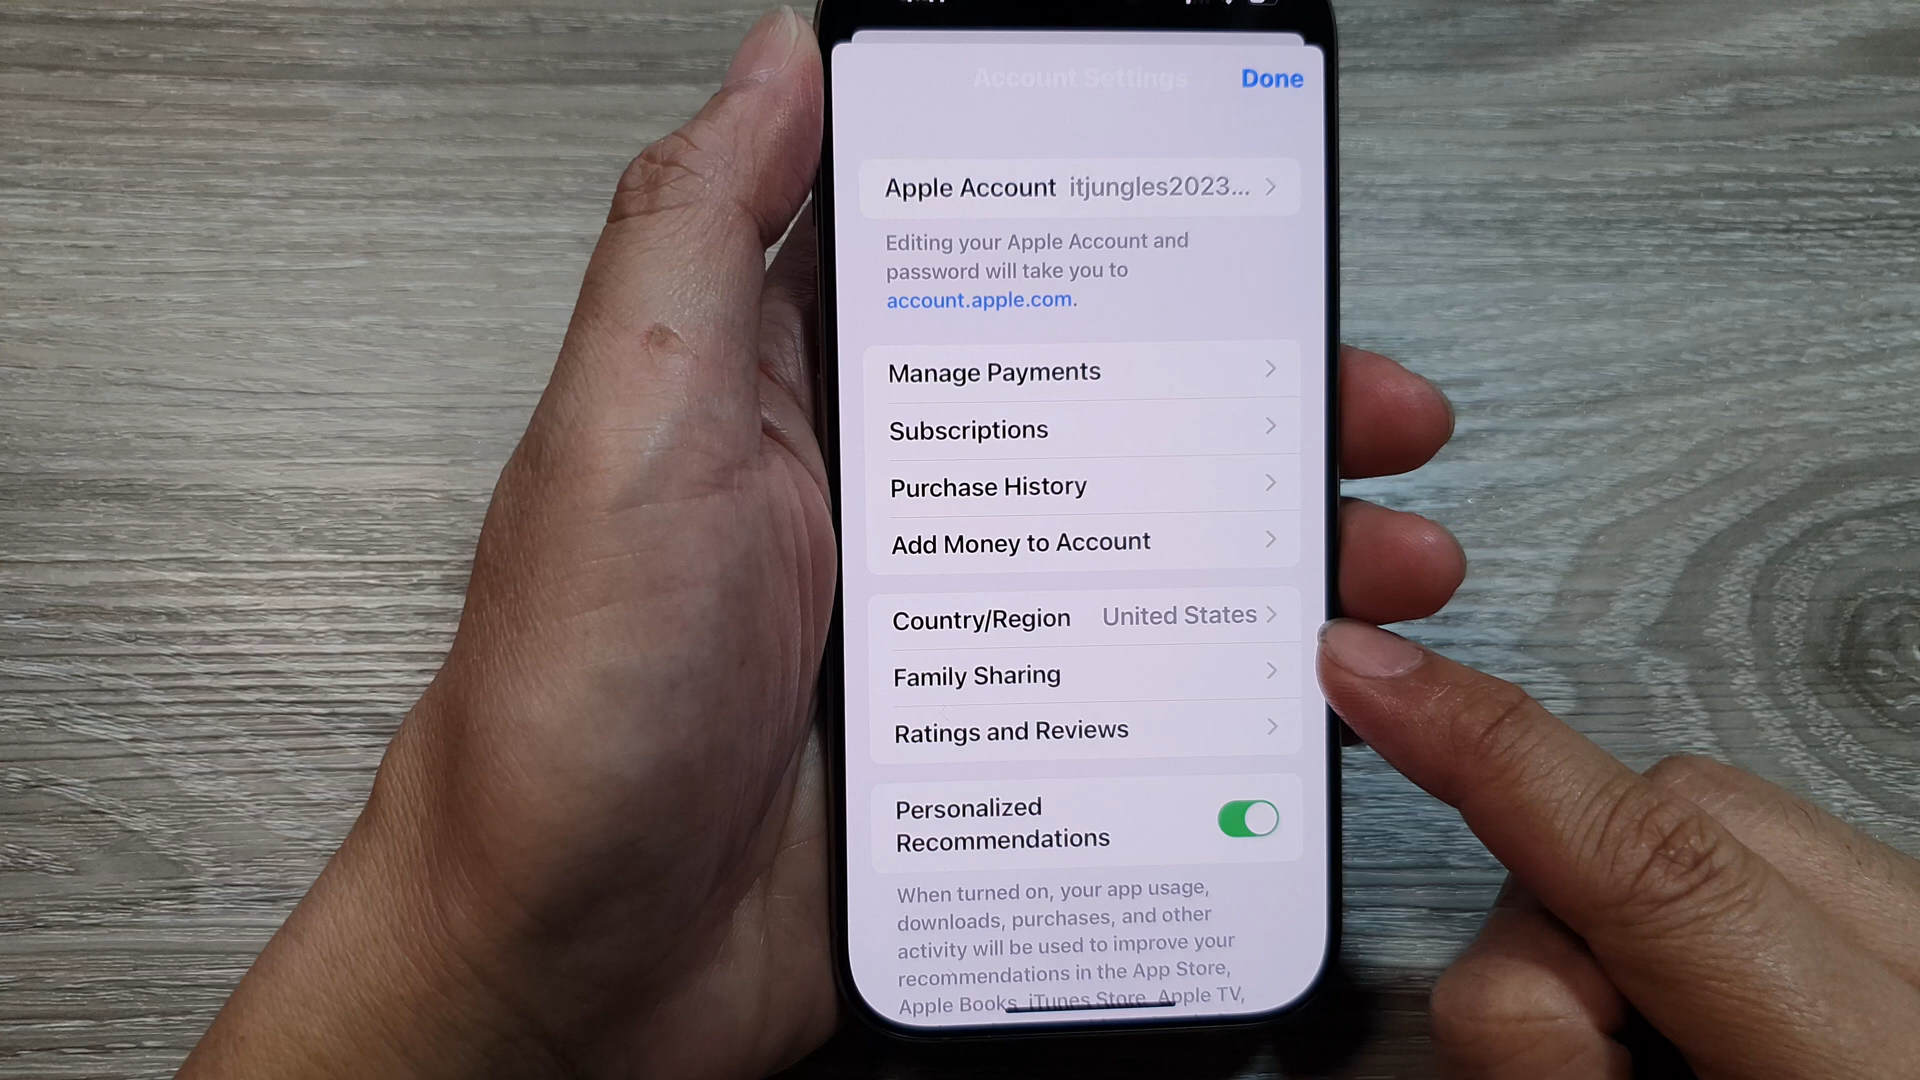 Account Settings
Done
Apple Account itjungles2023...
Editing your Apple Account and
password will take you to
account.apple.com.
Manage Payments
Subscriptions
Purchase History
Add Money to Account
Country/Region United States
Family Sharing
Ratings and Reviews
Personalized
Recommendations
When turned on, your app usage,
downloads, purchases, and other
activity will be used to improve your
recommendations in the App Store,
Apple Books, iTunes Store, Apple TV,